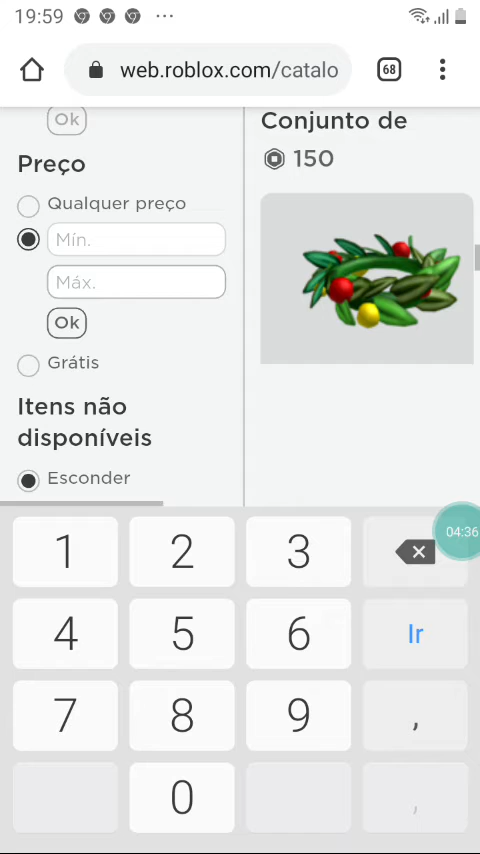 19:59
web.roblox.com/catalo
68
Ok
Preço
Qualquer preço
Mín.
Máx.
Ok
Grátis
Itens não
disponíveis
Esconder
Conjunto de
150
04:36
1 2 3
4 5 6 Ir
7 8 9 ,
0 ,